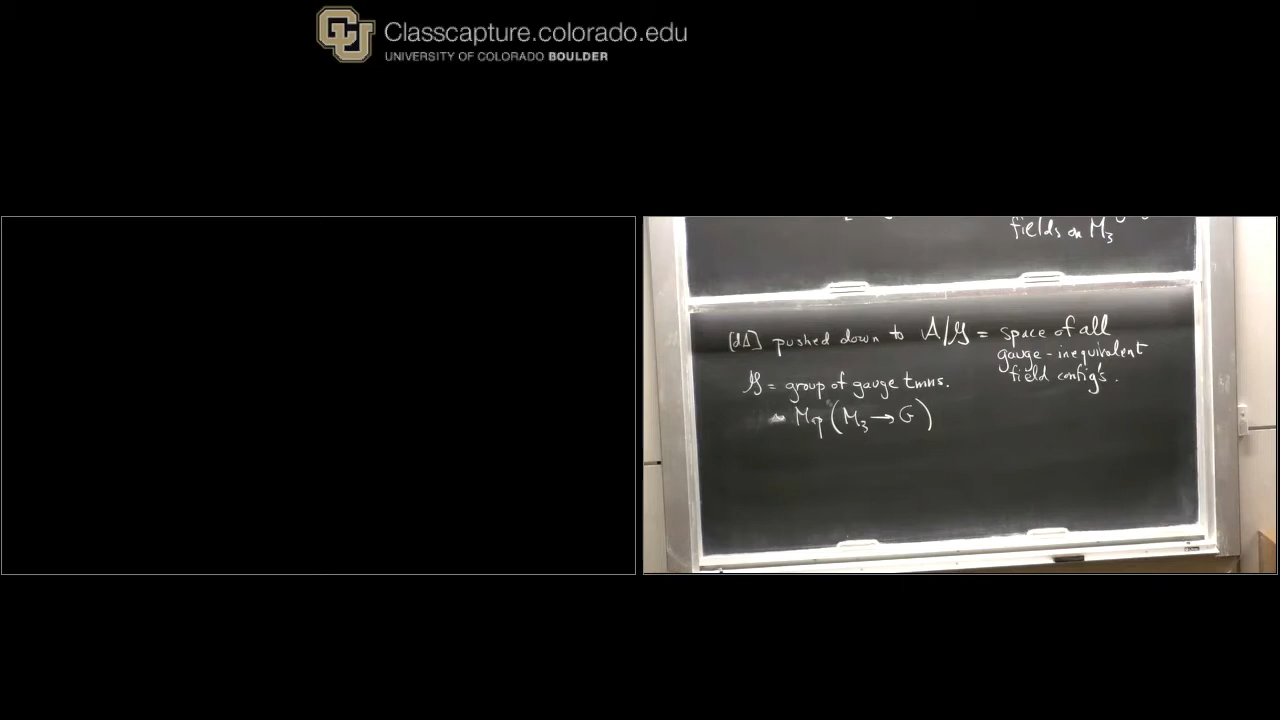 Classcapture.colorado.edu
UNIVERSITY OF COLORADO BOULDER
fields on M₃
[dA] pushed down to 𝒜/𝒢 = space of all
gauge-inequivalent
field config's.
𝒢 = group of gauge tmns.
Map (M₃ → G)